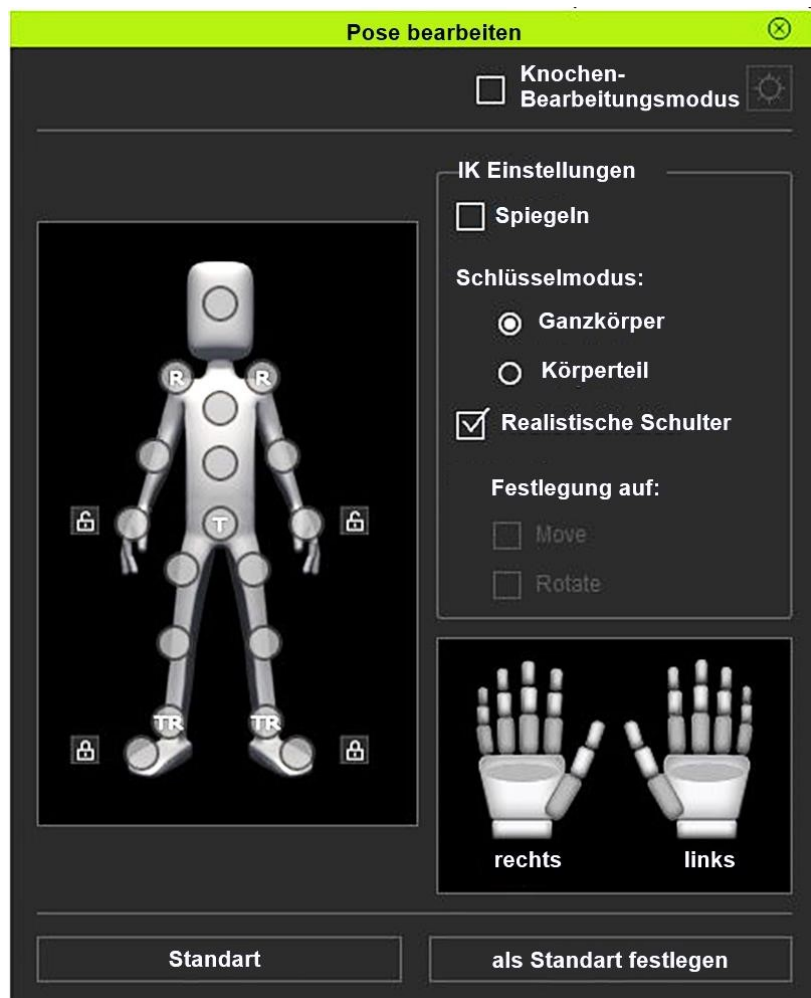 Pose bearbeiten
Knochen-
Bearbeitungsmodus
IK Einstellungen
Spiegeln
Schlüsselmodus:
Ganzkörper
Körperteil
Realistische Schulter
Festlegung auf:
Move
Rotate
R R
T
TR TR
rechts links
Standart als Standart festlegen